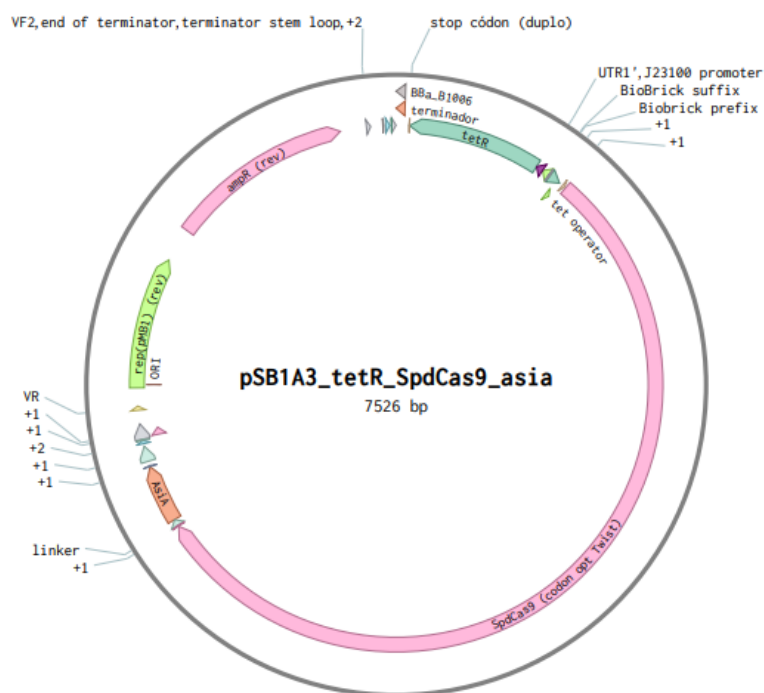 VF2,end of terminator,terminator stem loop,+2
stop códon (duplo)
UTR1',J23100 promoter
BioBrick suffix
Biobrick prefix
+1
+1
BBa_B1006
terminador
tetR
tet operator
ampR (rev)
rep(pMB1) (rev)
ORI
pSB1A3_tetR_SpdCas9_asia
7526 bp
VR
+1
+1
+2
+1
+1
AsiA
linker
+1
SpdCas9 (codon opt Twist)